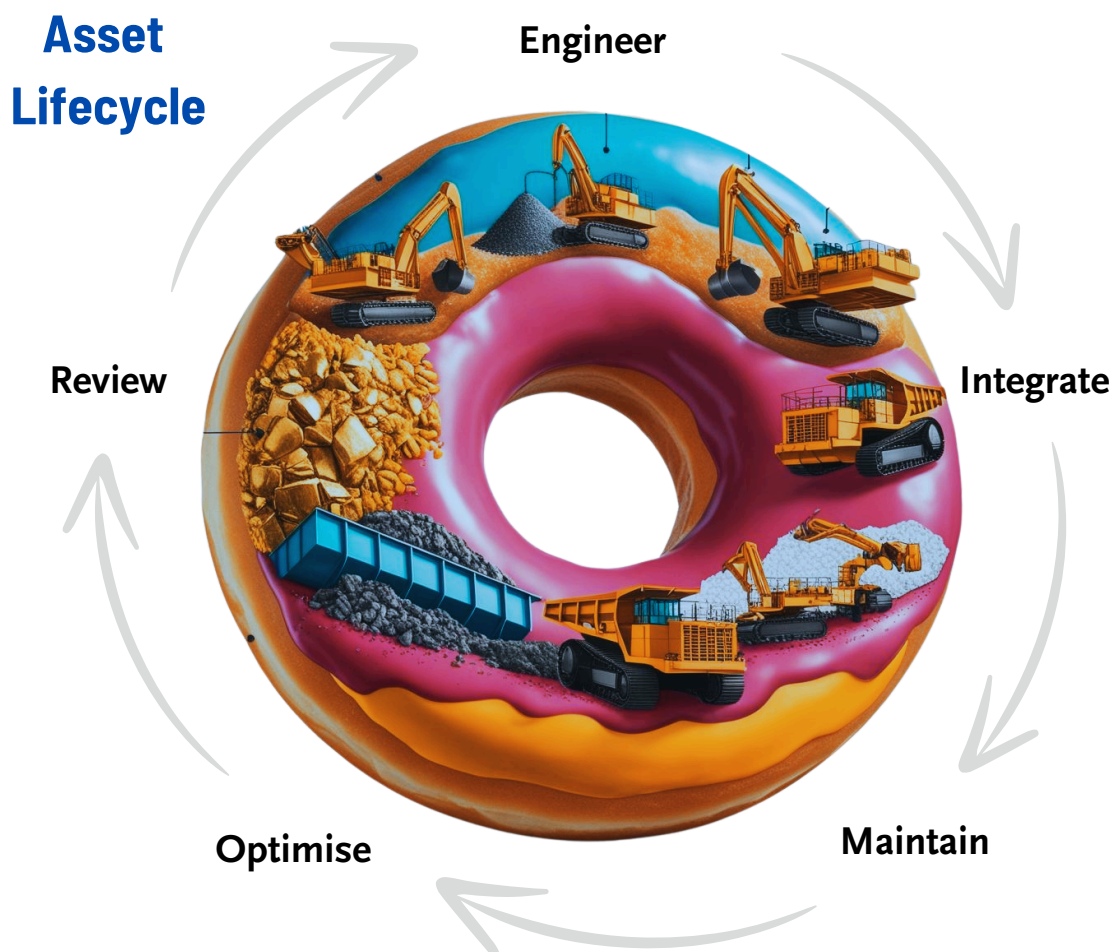 Asset
Lifecycle
Engineer
Integrate
Maintain
Optimise
Review